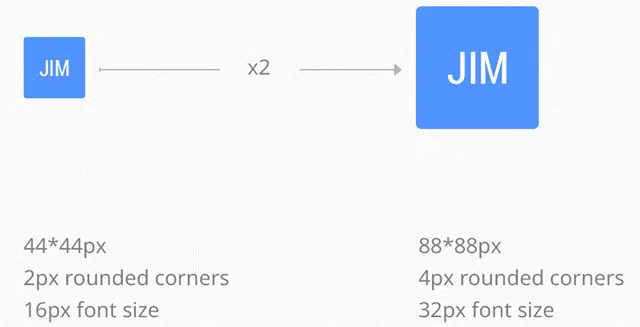 JIM
x2
JIM
44*44px
2px rounded corners
16px font size
88*88px
4px rounded corners
32px font size